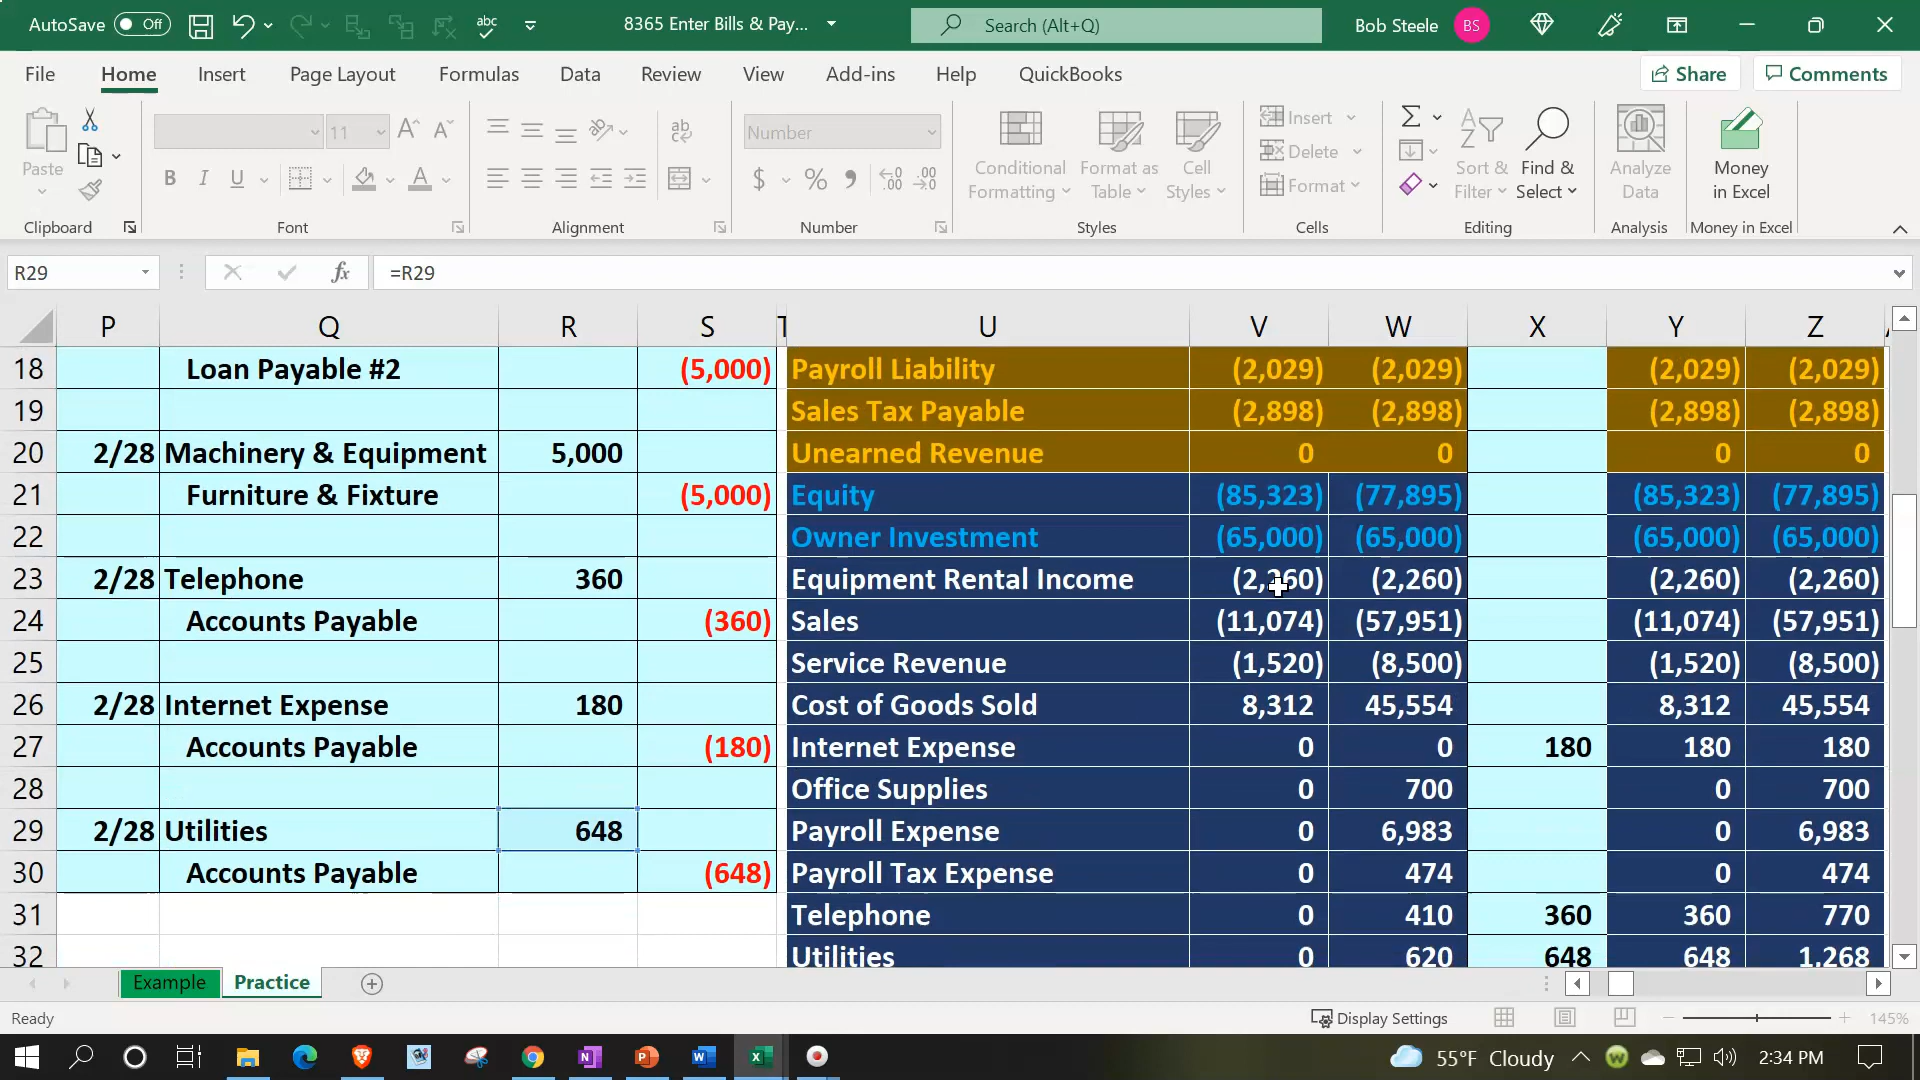 AutoSave Off abc 8365 Enter Bills & Pay... Search (Alt+Q) Bob Steele BS
File Home Insert Page Layout Formulas Data Review View Add-ins Help QuickBooks Share Comments
Paste 11 Number Conditional Formatting Format as Table Cell Styles Insert Delete Format Sort & Filter Find & Select Analyze Data Money in Excel
Clipboard Font Alignment Number Styles Cells Editing Analysis Money in Excel
R29 fx =R29
P Q R S T U V W X Y Z
18 Loan Payable #2 (5,000) Payroll Liability (2,029) (2,029) (2,029) (2,029)
19 Sales Tax Payable (2,898) (2,898) (2,898) (2,898)
20 2/28 Machinery & Equipment 5,000 Unearned Revenue 0 0 0 0
21 Furniture & Fixture (5,000) Equity (85,323) (77,895) (85,323) (77,895)
22 Owner Investment (65,000) (65,000) (65,000) (65,000)
23 2/28 Telephone 360 Equipment Rental Income (2,260) (2,260) (2,260) (2,260)
24 Accounts Payable (360) Sales (11,074) (57,951) (11,074) (57,951)
25 Service Revenue (1,520) (8,500) (1,520) (8,500)
26 2/28 Internet Expense 180 Cost of Goods Sold 8,312 45,554 8,312 45,554
27 Accounts Payable (180) Internet Expense 0 0 180 180 180
28 Office Supplies 0 700 0 700
29 2/28 Utilities 648 Payroll Expense 0 6,983 0 6,983
30 Accounts Payable (648) Payroll Tax Expense 0 474 0 474
31 Telephone 0 410 360 360 770
32 Utilities 0 620 648 648 1,268
Example Practice
Ready Display Settings 145%
55°F Cloudy 2:34 PM